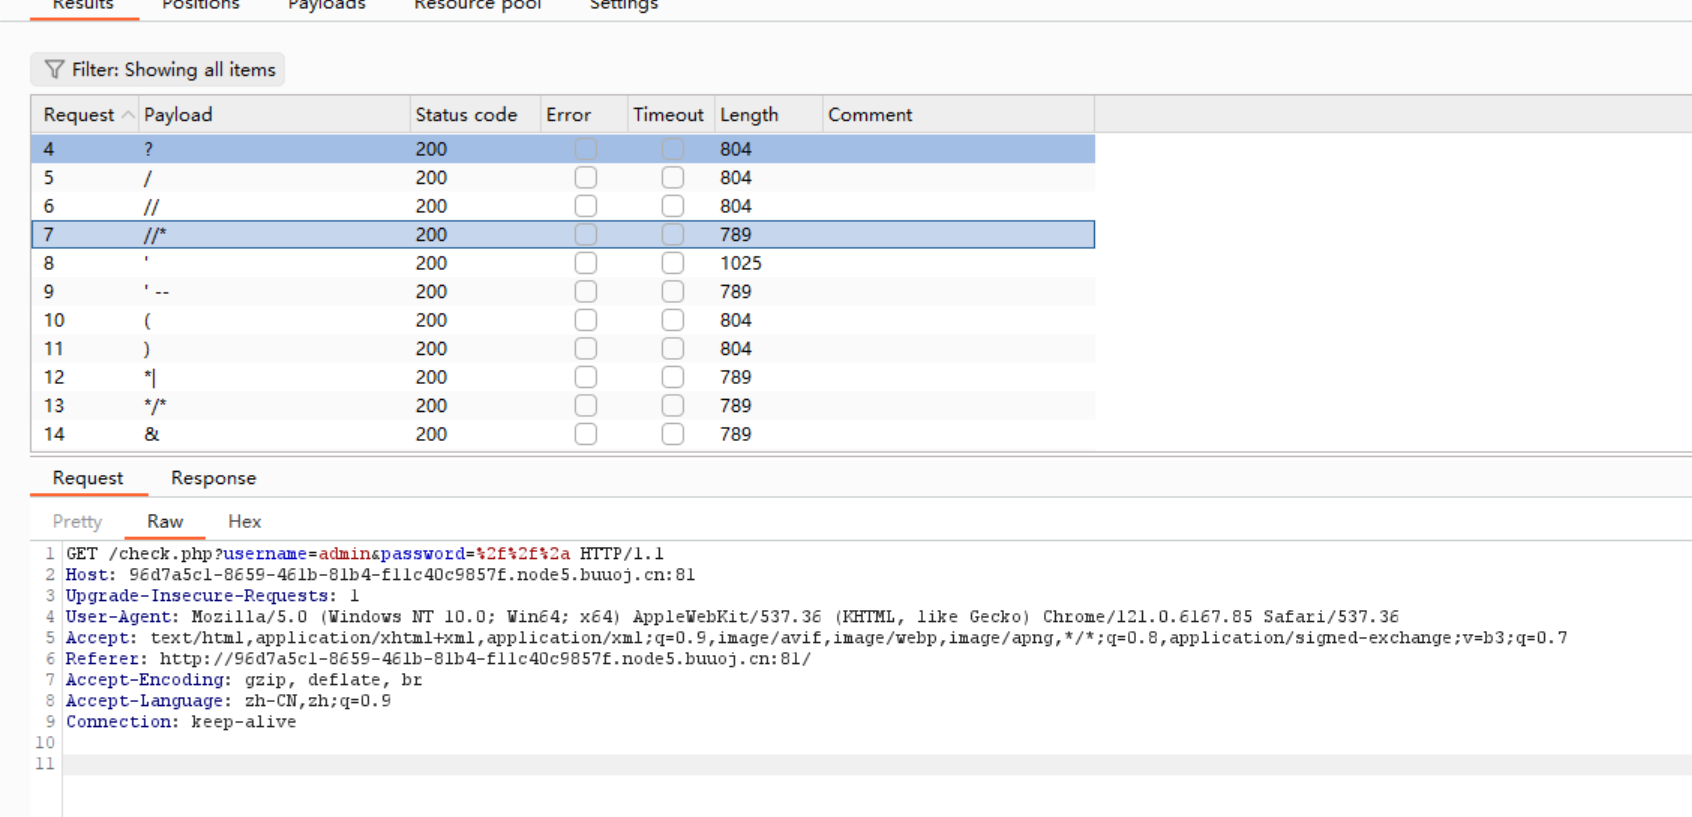 Results Positions Payloads Resource pool Settings
Filter: Showing all items
Request Payload Status code Error Timeout Length Comment
4 ? 200 804
5 / 200 804
6 // 200 804
7 //* 200 789
8 ' 200 1025
9 ' -- 200 789
10 ( 200 804
11 ) 200 804
12 *| 200 789
13 */* 200 789
14 & 200 789
Request Response
Pretty Raw Hex
1 GET /check.php?username=admin&password=%2f%2f%2a HTTP/1.1
2 Host: 96d7a5c1-8659-461b-81b4-f11c40c9857f.node5.buuoj.cn:81
3 Upgrade-Insecure-Requests: 1
4 User-Agent: Mozilla/5.0 (Windows NT 10.0; Win64; x64) AppleWebKit/537.36 (KHTML, like Gecko) Chrome/121.0.6167.85 Safari/537.36
5 Accept: text/html,application/xhtml+xml,application/xml;q=0.9,image/avif,image/webp,image/apng,*/*;q=0.8,application/signed-exchange;v=b3;q=0.7
6 Referer: http://96d7a5c1-8659-461b-81b4-f11c40c9857f.node5.buuoj.cn:81/
7 Accept-Encoding: gzip, deflate, br
8 Accept-Language: zh-CN,zh;q=0.9
9 Connection: keep-alive
10
11